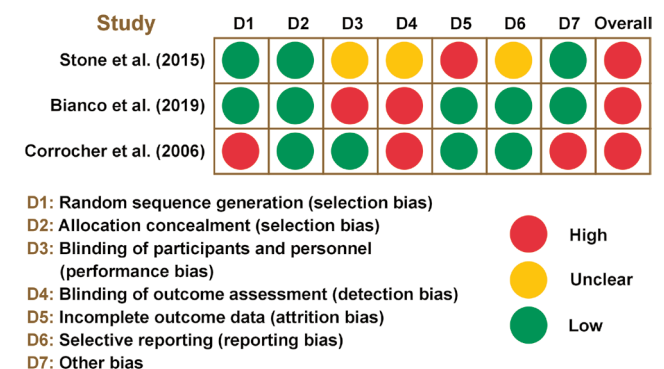 Study D1 D2 D3 D4 D5 D6 D7 Overall
Stone et al. (2015)
Bianco et al. (2019)
Corrocher et al. (2006)
D1: Random sequence generation (selection bias)
D2: Allocation concealment (selection bias)
D3: Blinding of participants and personnel
(performance bias)
D4: Blinding of outcome assessment (detection bias)
D5: Incomplete outcome data (attrition bias)
D6: Selective reporting (reporting bias)
D7: Other bias
High
Unclear
Low